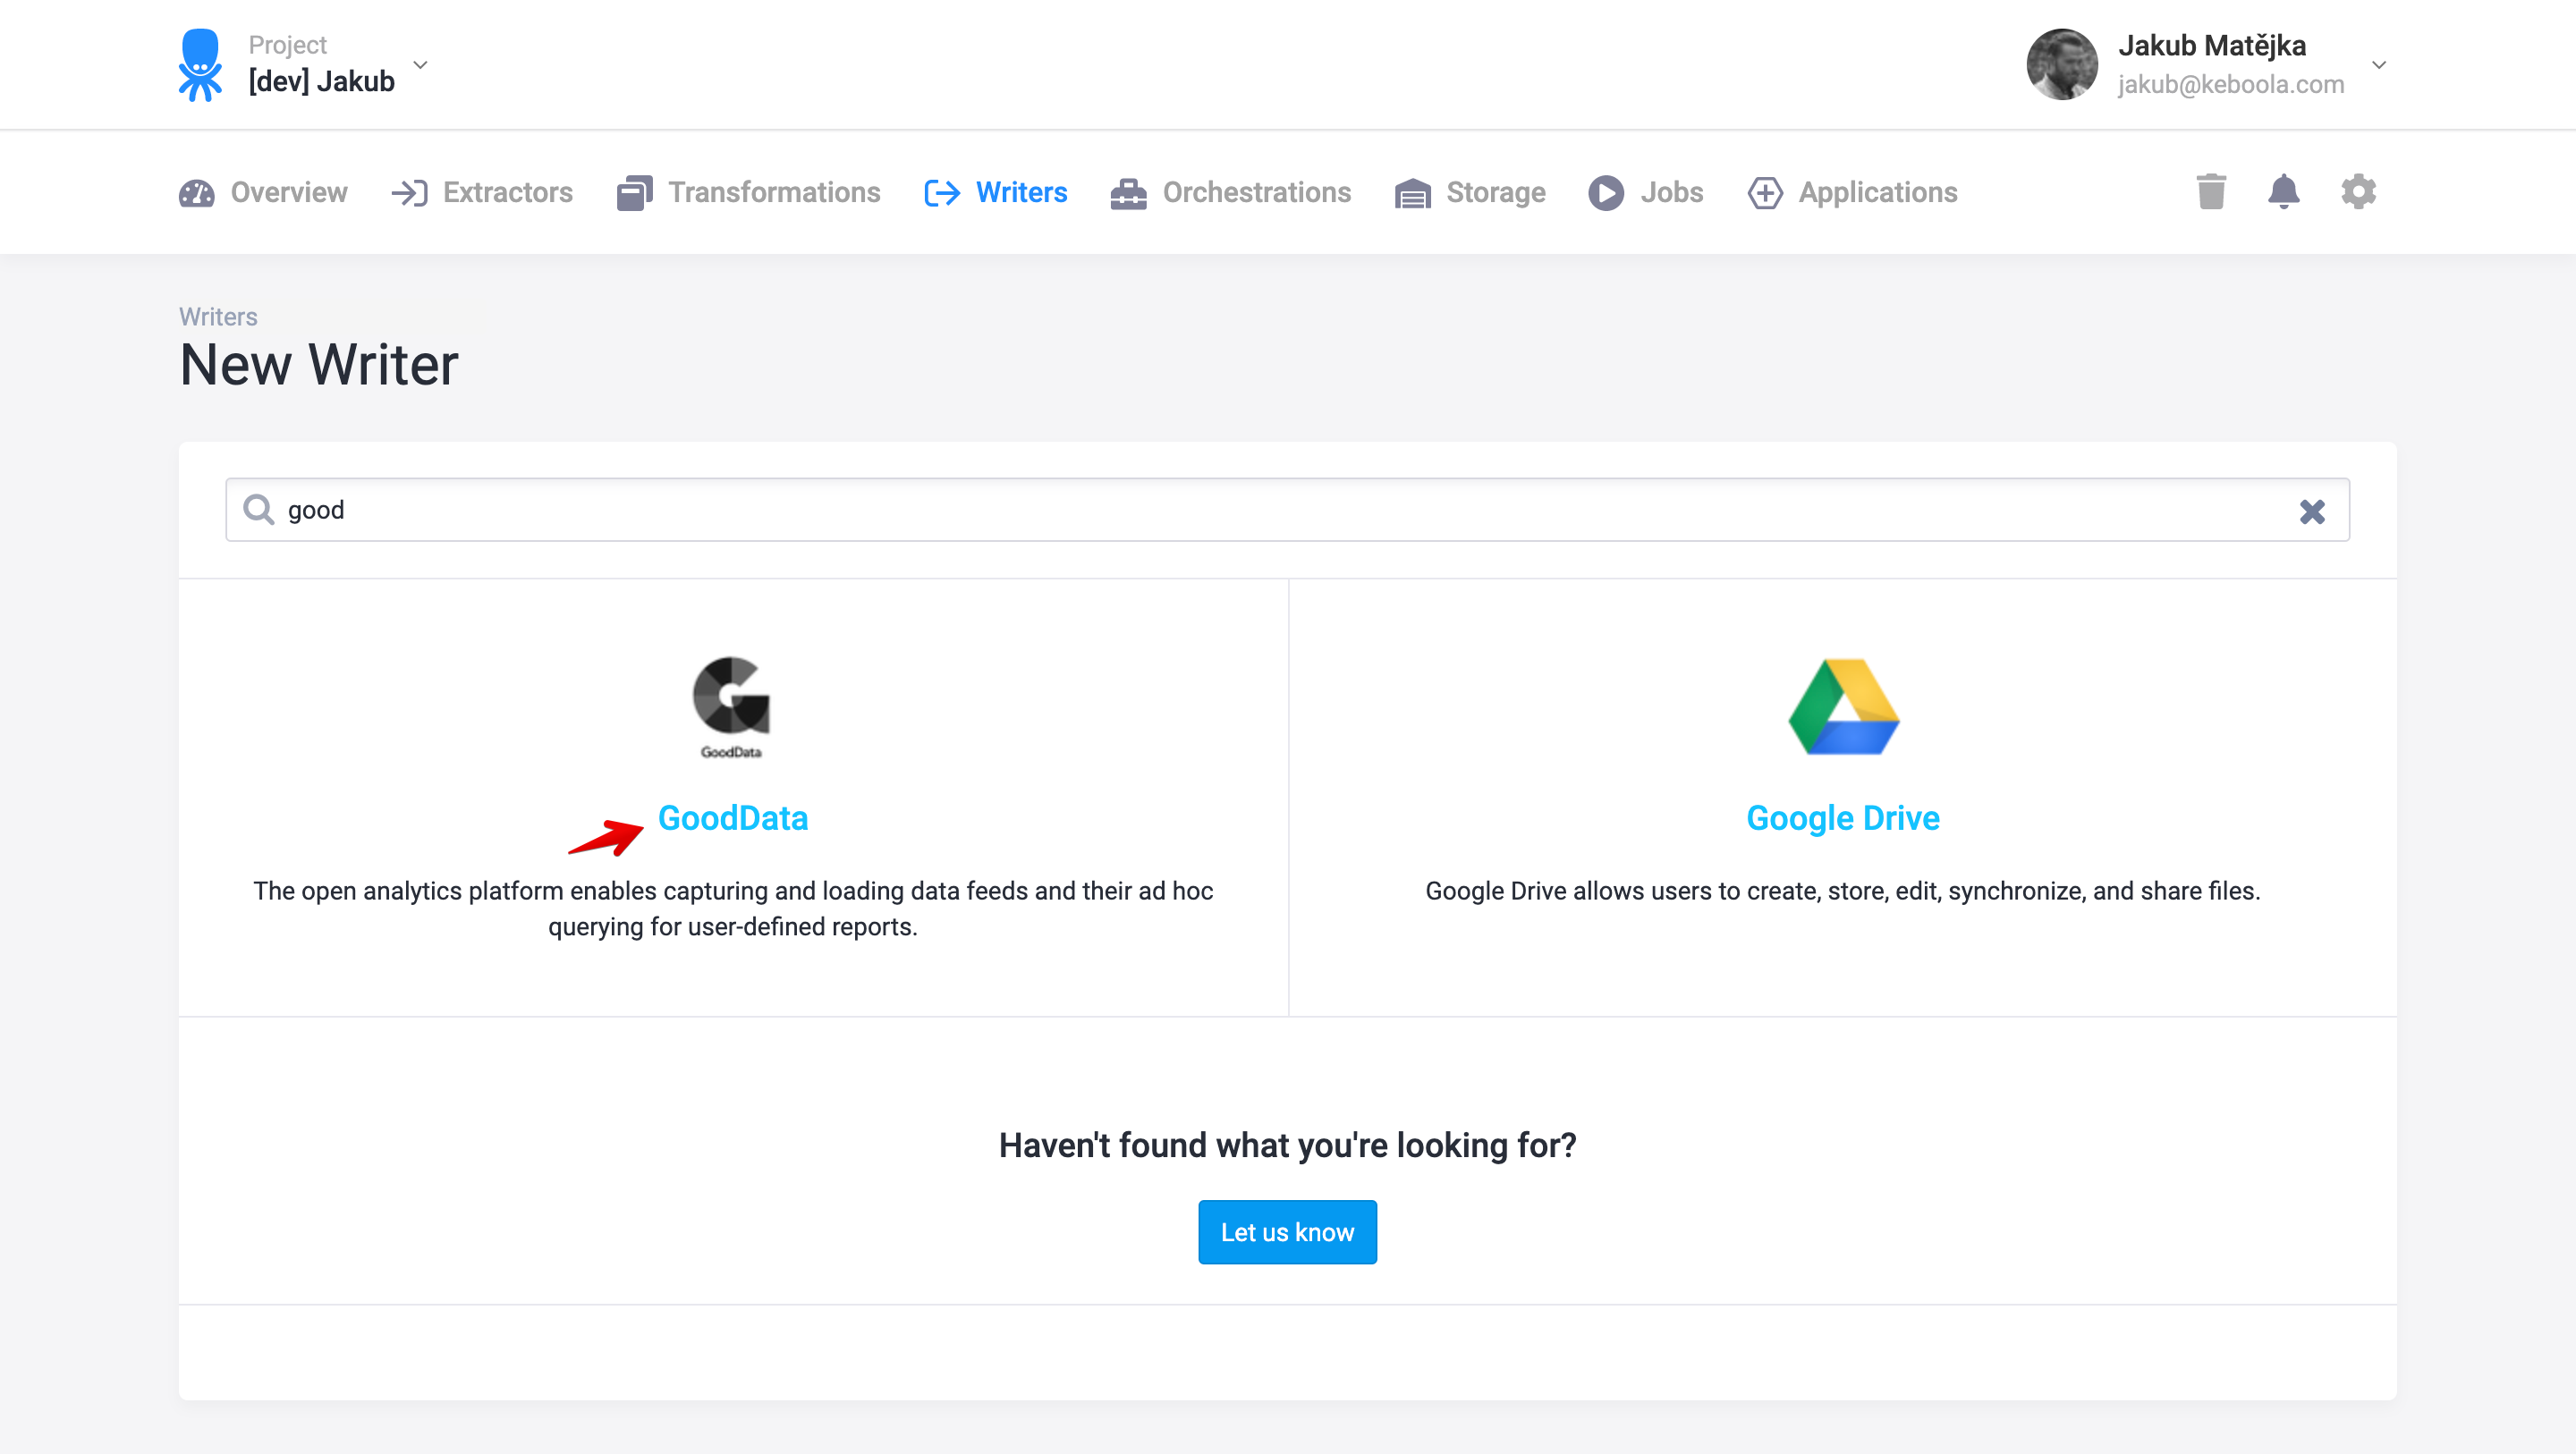 Project
[dev] Jakub
Jakub Matějka
jakub@keboola.com
Overview
Extractors
Transformations
Writers
Orchestrations
Storage
Jobs
Applications
Writers
New Writer
good
GoodData
GoodData
The open analytics platform enables capturing and loading data feeds and their ad hoc
querying for user-defined reports.
Google Drive
Google Drive allows users to create, store, edit, synchronize, and share files.
Haven't found what you're looking for?
Let us know